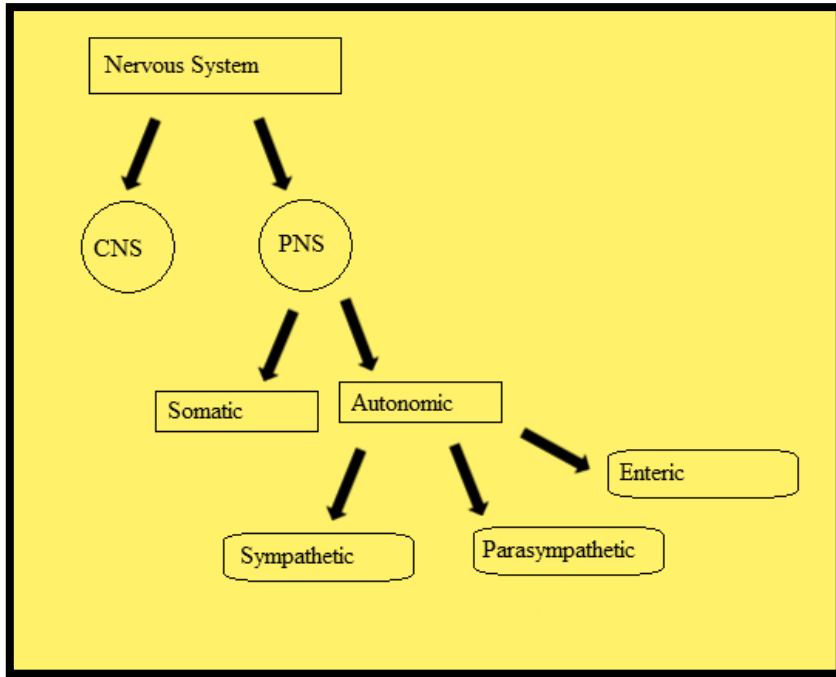 Nervous System
CNS
PNS
Somatic
Autonomic
Enteric
Sympathetic
Parasympathetic